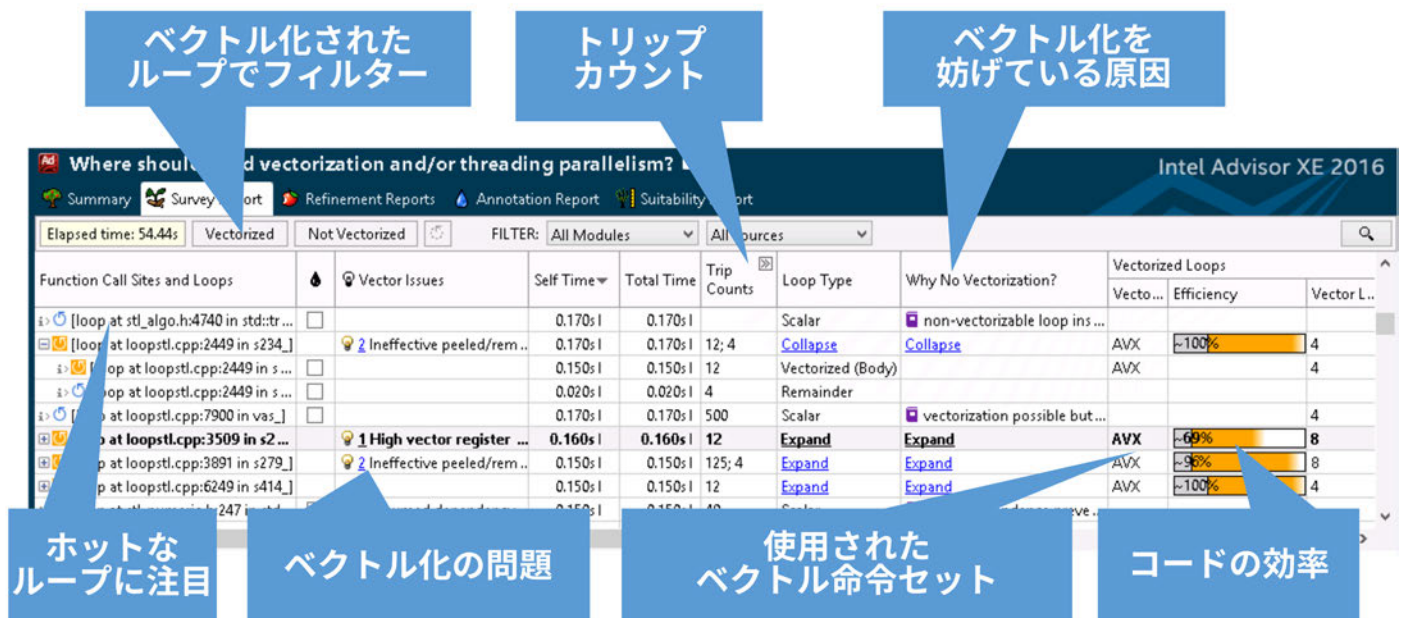 ベクトル化された
ループでフィルター
トリップ
カウント
ベクトル化を
妨げている原因
Where vectorization and/or threading parallelism?
Intel Advisor XE 2016
Summary Survey Refinement Reports Annotation Report Suitability
Elapsed time: 54.44s Vectorized Not Vectorized FILTER: All Modules All
Function Call Sites and Loops Vector Issues Self Time Total Time Trip Counts Loop Type Why No Vectorization? Vectorized Loops
Vecto... Efficiency Vector L...
[loop at stl_algo.h:4740 in std::tr ... 0.170s 0.170s Scalar non-vectorizable loop ins ...
[loop at loopstl.cpp:2449 in s234_] 2 Ineffective peeled/rem .. 0.170s 0.170s 12; 4 Collapse Collapse AVX ~100% 4
at loopstl.cpp:2449 in s ... 0.150s 0.150s 12 Vectorized (Body) AVX 4
at loopstl.cpp:2449 in s ... 0.020s 0.020s 4 Remainder
at loopstl.cpp:7900 in vas_] 0.170s 0.170s 500 Scalar vectorization possible but ... 4
at loopstl.cpp:3509 in s2 ... 1 High vector register ... 0.160s 0.160s 12 Expand Expand AVX ~69% 8
at loopstl.cpp:3891 in s279_] 2 Ineffective peeled/rem .. 0.150s 0.150s 125; 4 Expand Expand AVX ~96% 8
at loopstl.cpp:6249 in s414_] 0.150s 0.150s 12 Expand Expand AVX ~100% 4
ホットな
ループに注目
ベクトル化の問題
使用された
ベクトル命令セット
コードの効率